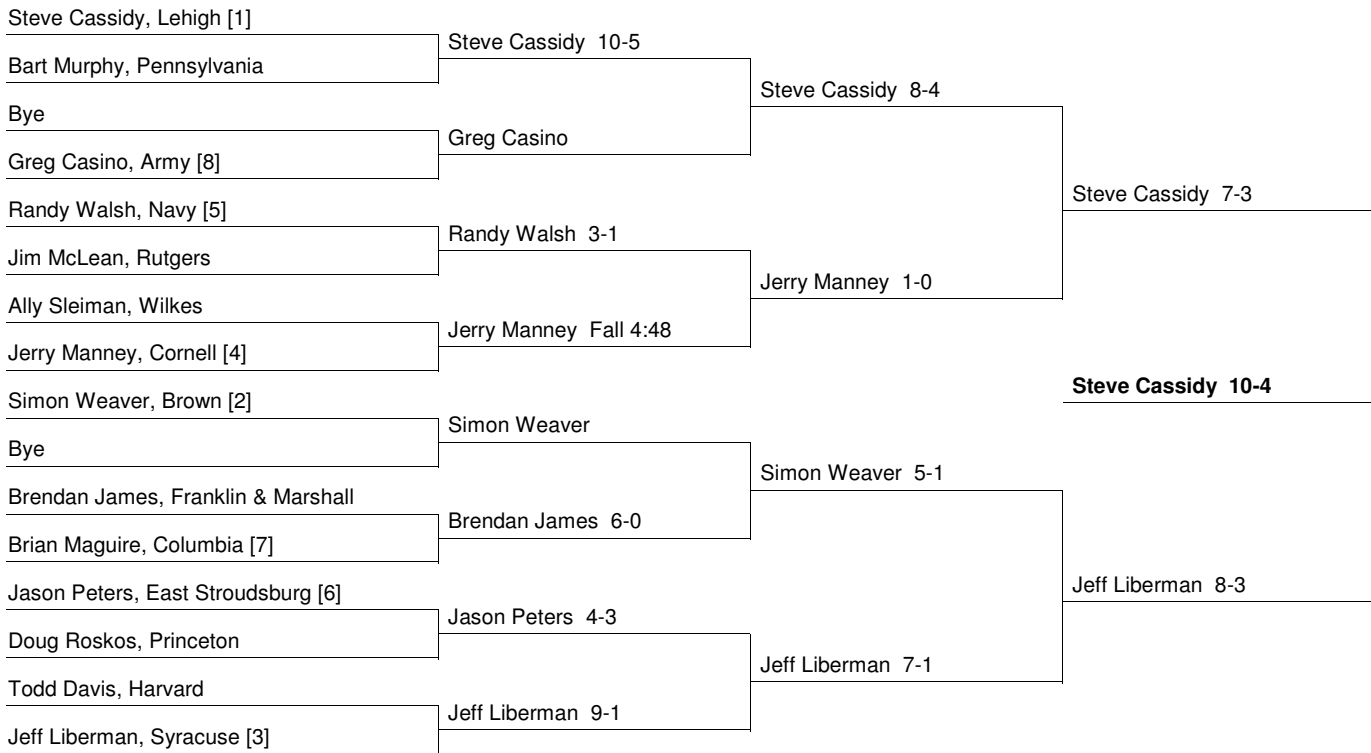 Steve Cassidy, Lehigh [1]
Bart Murphy, Pennsylvania
Bye
Greg Casino, Army [8]
Randy Walsh, Navy [5]
Jim McLean, Rutgers
Ally Sleiman, Wilkes
Jerry Manney, Cornell [4]
Simon Weaver, Brown [2]
Bye
Brendan James, Franklin & Marshall
Brian Maguire, Columbia [7]
Jason Peters, East Stroudsburg [6]
Doug Roskos, Princeton
Todd Davis, Harvard
Jeff Liberman, Syracuse [3]
Steve Cassidy 10-5
Greg Casino
Randy Walsh 3-1
Jerry Manney Fall 4:48
Simon Weaver
Brendan James 6-0
Jason Peters 4-3
Jeff Liberman 9-1
Steve Cassidy 8-4
Jerry Manney 1-0
Simon Weaver 5-1
Jeff Liberman 7-1
Steve Cassidy 7-3
Steve Cassidy 10-4
Jeff Liberman 8-3